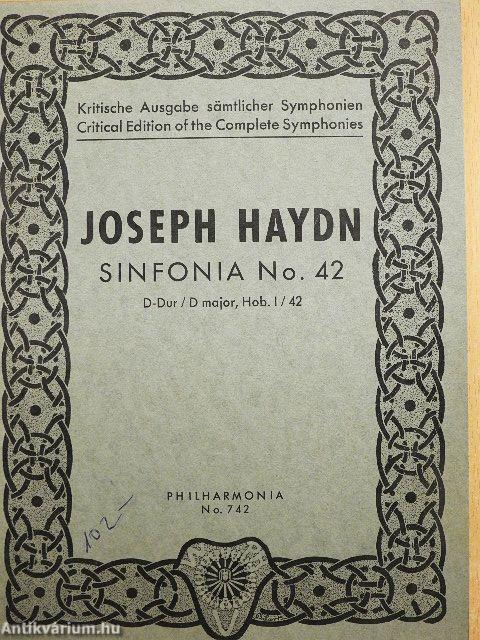 Kritische Ausgabe sämtlicher Symphonien
Critical Edition of the Complete Symphonies
JOSEPH HAYDN
SINFONIA No. 42
D-Dur / D major, Hob. I / 42
PHILHARMONIA
No. 742
102-
Antikvárium.hu